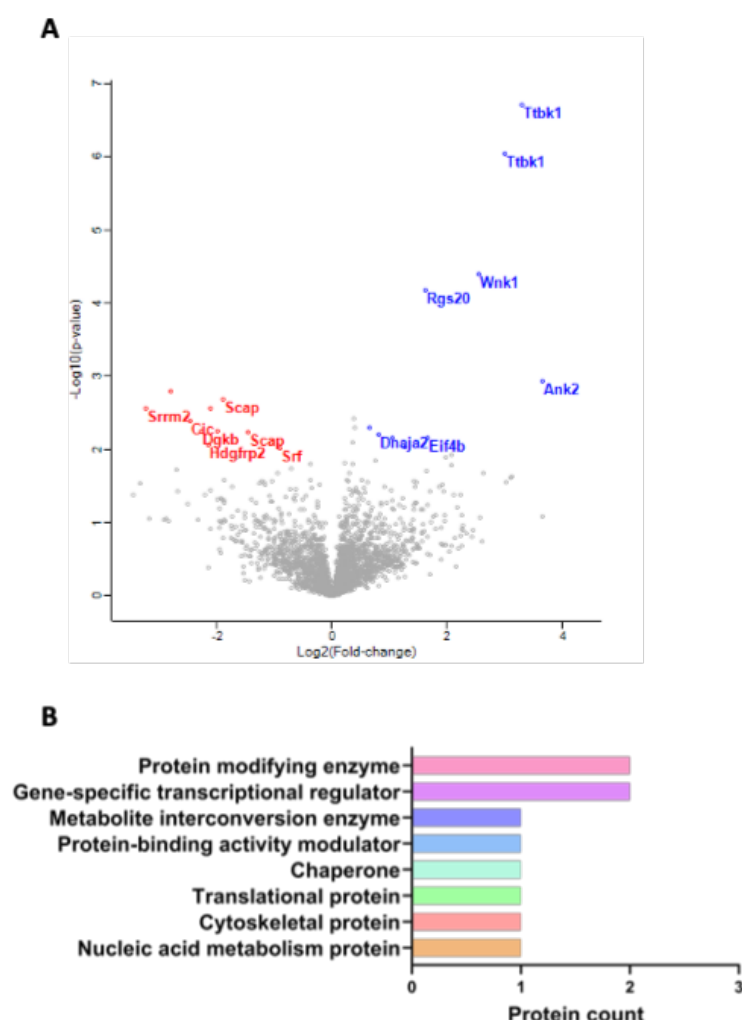 A
7
Ttbk1
6
Ttbk1
5
Wnk1
4
Rgs20
-Log10(p-value)
3
Ank2
Scap
Srrm2
Cic
Dgkb
Scap
Dhaja2
Eif4b
2
Hdgfrp2
Srf
1
0
-2
0
2
4
Log2(Fold-change)
B
Protein modifying enzyme
Gene-specific transcriptional regulator
Metabolite interconversion enzyme
Protein-binding activity modulator
Chaperone
Translational protein
Cytoskeletal protein
Nucleic acid metabolism protein
0
1
2
3
Protein count